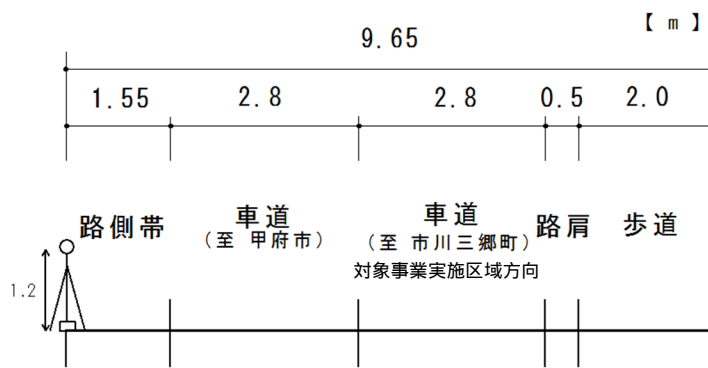 【 m 】
9.65
1.55 2.8 2.8 0.5 2.0
路側帯 車道 車道 路肩 歩道
(至 甲府市) (至 市川三郷町)
対象事業実施区域方向
1.2